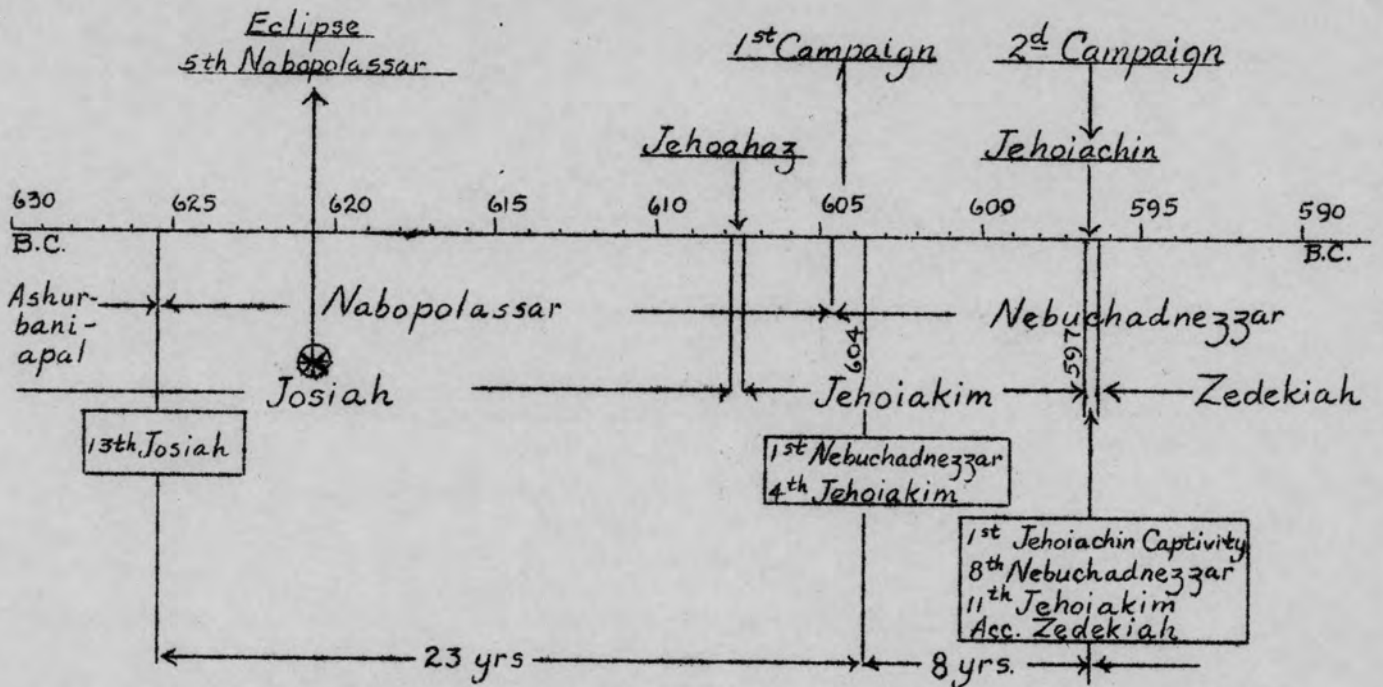 Eclipse
5th Nabopolassar
1st Campaign
2d Campaign
Jehoahaz
Jehoiachin
630
625
620
615
610
605
600
595
590
B.C.
B.C.
Ashur-
bani-
apal
Nabopolassar
Nebuchadnezzar
604
597
Josiah
Jehoiakim
Zedekiah
13th Josiah
1st Nebuchadnezzar
4th Jehoiakim
1st Jehoiachin Captivity
8th Nebuchadnezzar
11th Jehoiakim
Acc. Zedekiah
23 yrs
8 yrs.